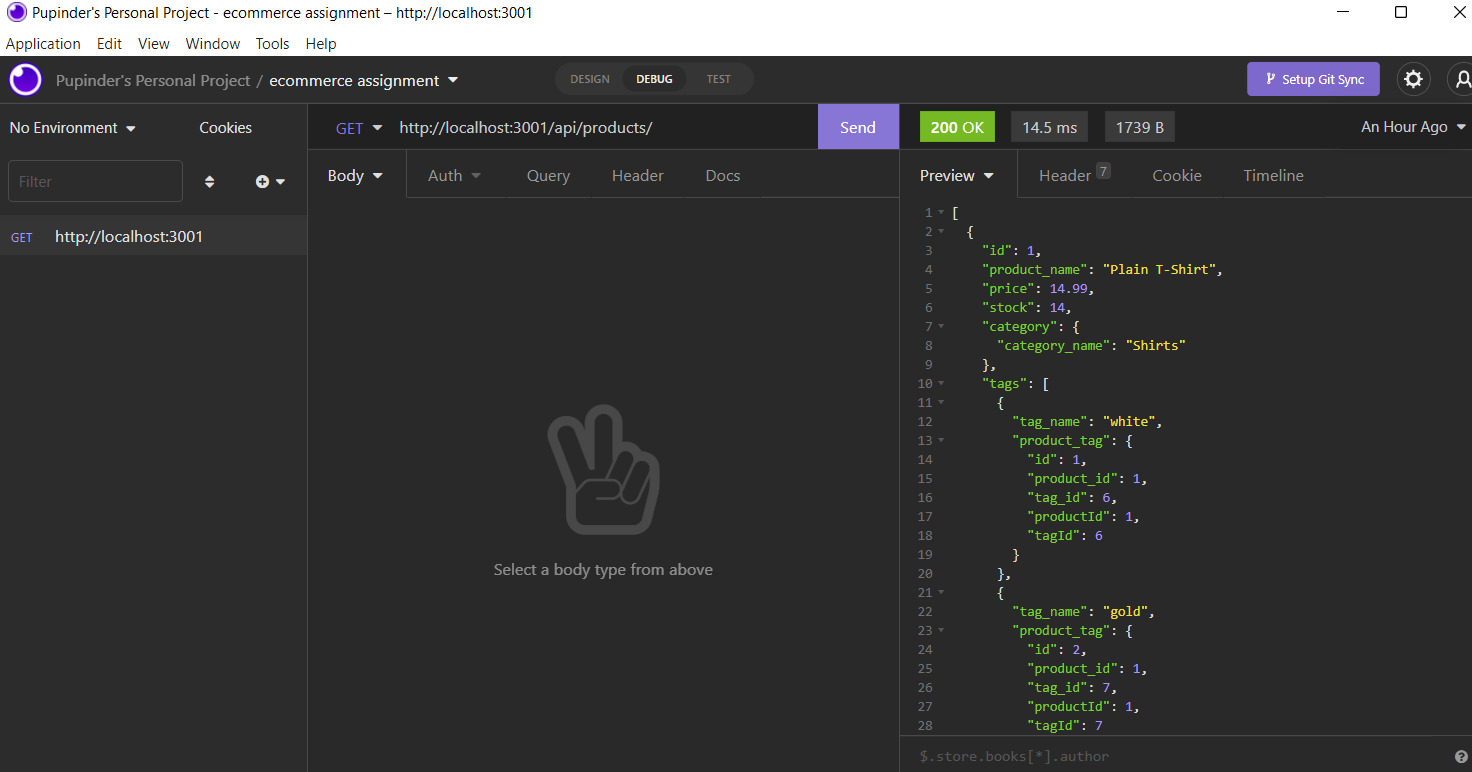 Pupinder's Personal Project - ecommerce assignment – http://localhost:3001
Application Edit View Window Tools Help
Pupinder's Personal Project / ecommerce assignment
DESIGN DEBUG TEST
Setup Git Sync
No Environment Cookies
GET http://localhost:3001/api/products/ Send
200 OK 14.5 ms 1739 B An Hour Ago
Filter
Body Auth Query Header Docs
Preview Header 7 Cookie Timeline
GET http://localhost:3001
Select a body type from above
1 [
2 {
3 "id": 1,
4 "product_name": "Plain T-Shirt",
5 "price": 14.99,
6 "stock": 14,
7 "category": {
8 "category_name": "Shirts"
9 },
10 "tags": [
11 {
12 "tag_name": "white",
13 "product_tag": {
14 "id": 1,
15 "product_id": 1,
16 "tag_id": 6,
17 "productId": 1,
18 "tagId": 6
19 }
20 },
21 {
22 "tag_name": "gold",
23 "product_tag": {
24 "id": 2,
25 "product_id": 1,
26 "tag_id": 7,
27 "productId": 1,
28 "tagId": 7
$.store.books[*].author